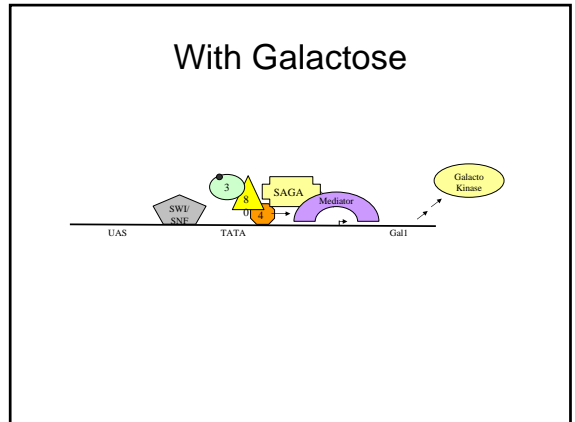 With Galactose
3
8
0
4
SAGA
Mediator
Galacto
Kinase
SWI/
SNF
UAS
TATA
Gal1